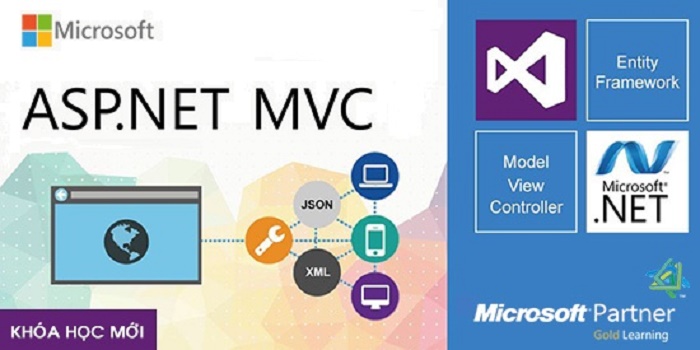 Microsoft
ASP.NET MVC
JSON
XML
KHÓA HỌC MỚI
Entity
Framework
Model
View
Controller
Microsoft®
.NET
Microsoft® Partner
Gold Learning